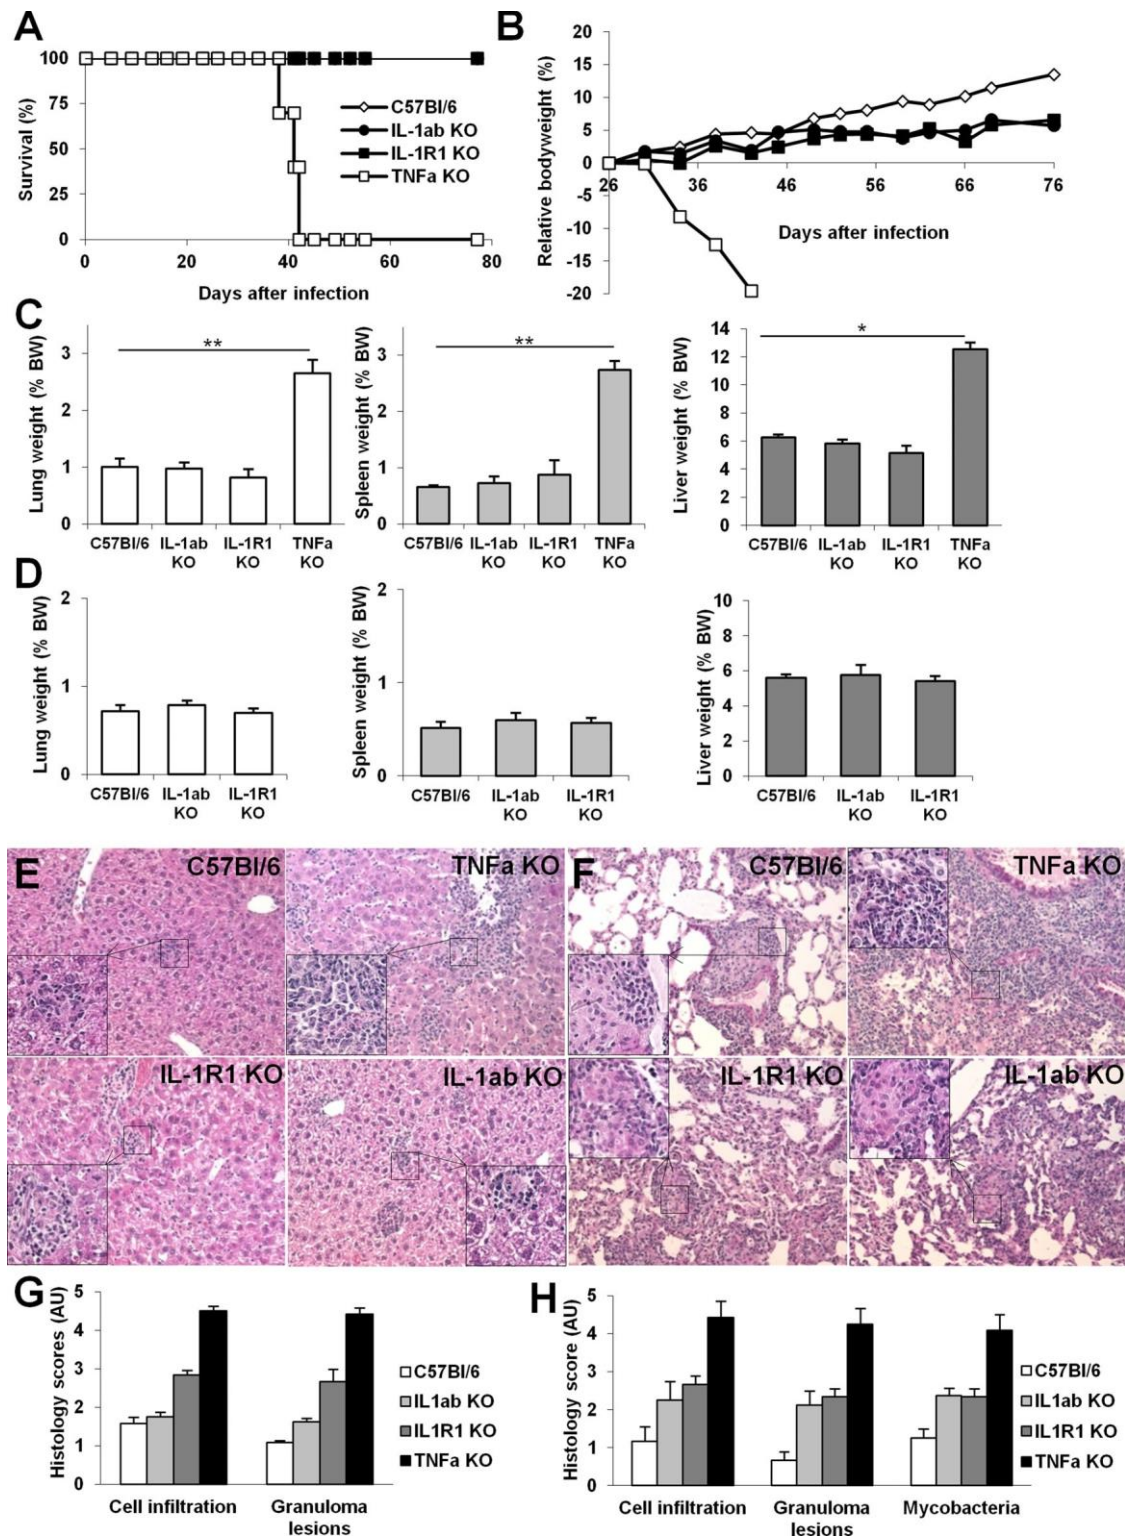 A
Survival (%)
100
75
50
25
0
0 20 40 60 80
Days after infection
C57Bl/6
IL-1ab KO
IL-1R1 KO
TNFa KO
B
Relative bodyweight (%)
20
15
10
5
0
-5
-10
-15
-20
26 36 46 56 66 76
Days after infection
C
Lung weight (% BW)
3
2
1
0
**
C57Bl/6 IL-1ab KO IL-1R1 KO TNFa KO
Spleen weight (% BW)
3
2
1
0
**
C57Bl/6 IL-1ab KO IL-1R1 KO TNFa KO
Liver weight (% BW)
14
12
10
8
6
4
2
0
*
C57Bl/6 IL-1ab KO IL-1R1 KO TNFa KO
D
Lung weight (% BW)
2
1
0
C57Bl/6 IL-1ab KO IL-1R1 KO
Spleen weight (% BW)
2
1
0
C57Bl/6 IL-1ab KO IL-1R1 KO
Liver weight (% BW)
10
8
6
4
2
0
C57Bl/6 IL-1ab KO IL-1R1 KO
E
C57Bl/6
TNFa KO
IL-1R1 KO
IL-1ab KO
F
C57Bl/6
TNFa KO
IL-1R1 KO
IL-1ab KO
G
Histology scores (AU)
5
4
3
2
1
0
Cell infiltration Granuloma lesions
C57Bl/6
IL1ab KO
IL1R1 KO
TNFa KO
H
Histology score (AU)
5
4
3
2
1
0
Cell infiltration Granuloma lesions Mycobacteria
C57Bl/6
IL1ab KO
IL1R1 KO
TNFa KO